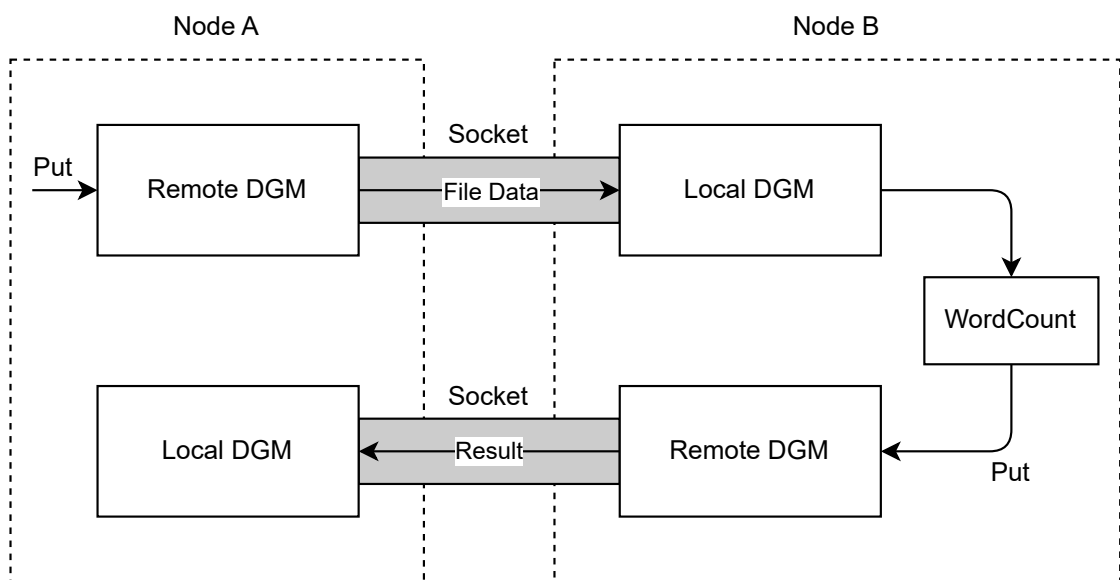 Node A
Node B
Socket
Put
Remote DGM
File Data
Local DGM
WordCount
Socket
Local DGM
Result
Remote DGM
Put